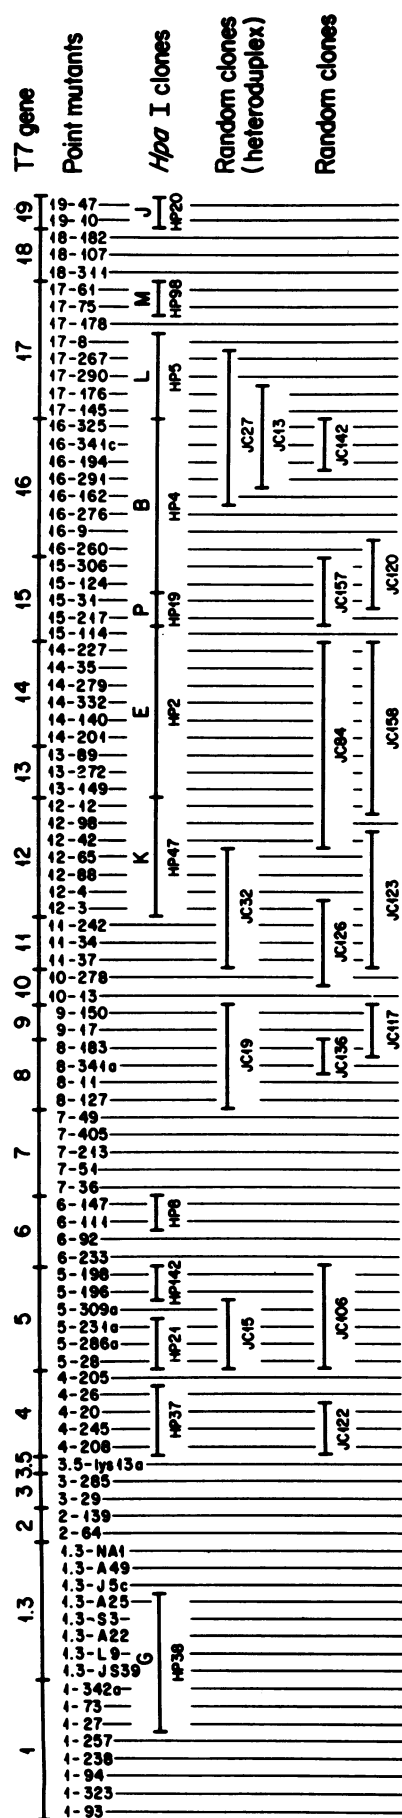 T7 gene
Point mutants
Hpa I clones
Random clones
(heteroduplex)
Random clones
19
18
17
16
15
14
13
12
11
10
9
8
7
6
5
4
3.5
3
2
1.3
1
19-47
19-10
18-182
18-107
18-311
17-61
17-75
17-178
17-8
17-267
17-290
17-176
17-145
16-325
16-341c
16-194
16-291
16-162
16-276
16-9
16-260
15-306
15-124
15-31
15-217
15-114
14-227
14-35
14-279
14-332
14-140
14-201
13-89
13-272
13-149
12-12
12-98
12-42
12-65
12-88
12-4
12-3
11-242
11-34
11-37
10-278
10-13
9-150
9-17
8-183
8-341a
8-11
8-127
7-49
7-405
7-213
7-51
7-36
6-147
6-111
6-92
6-233
5-198
5-196
5-309a
5-231a
5-286a
5-28
4-205
4-26
4-20
4-245
4-208
3.5-lys13a
3-285
3-29
2-139
2-64
1.3-NA1
1.3-A49
1.3-J5c
1.3-A25
1.3-S3
1.3-A22
1.3-L9
1.3-JS39
1-342a
1-73
1-27
1-257
1-238
1-94
1-323
1-93
J
HP20
M
HP98
L
HP5
B
HP4
P
HP19
E
HP2
K
HP47
HP8
HP142
HP21
HP37
G
HP38
JC27
JC13
JC32
JC19
JC15
JC142
JC157
JC120
JC84
JC158
JC123
JC126
JC117
JC136
JC106
JC122